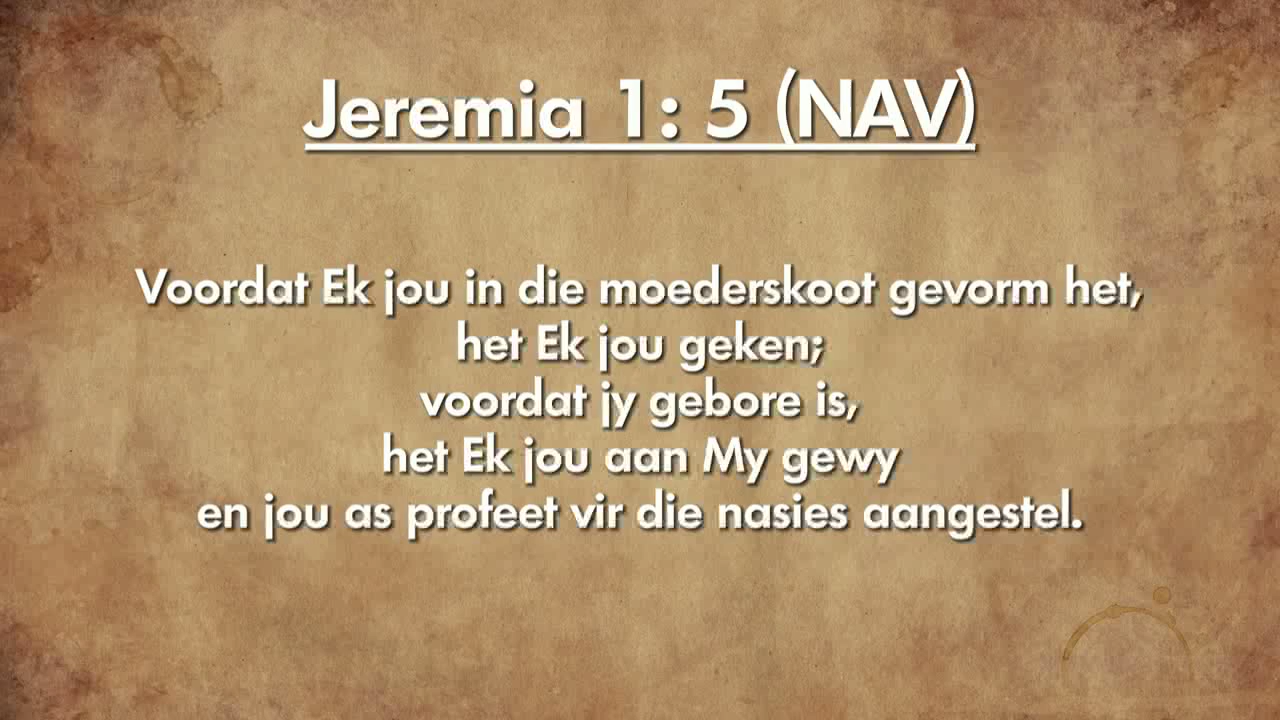 Jeremia 1: 5 (NAV)
Voordat Ek jou in die moederskoot gevorm het,
het Ek jou geken;
voordat jy gebore is,
het Ek jou aan My gewy
en jou as profeet vir die nasies aangestel.